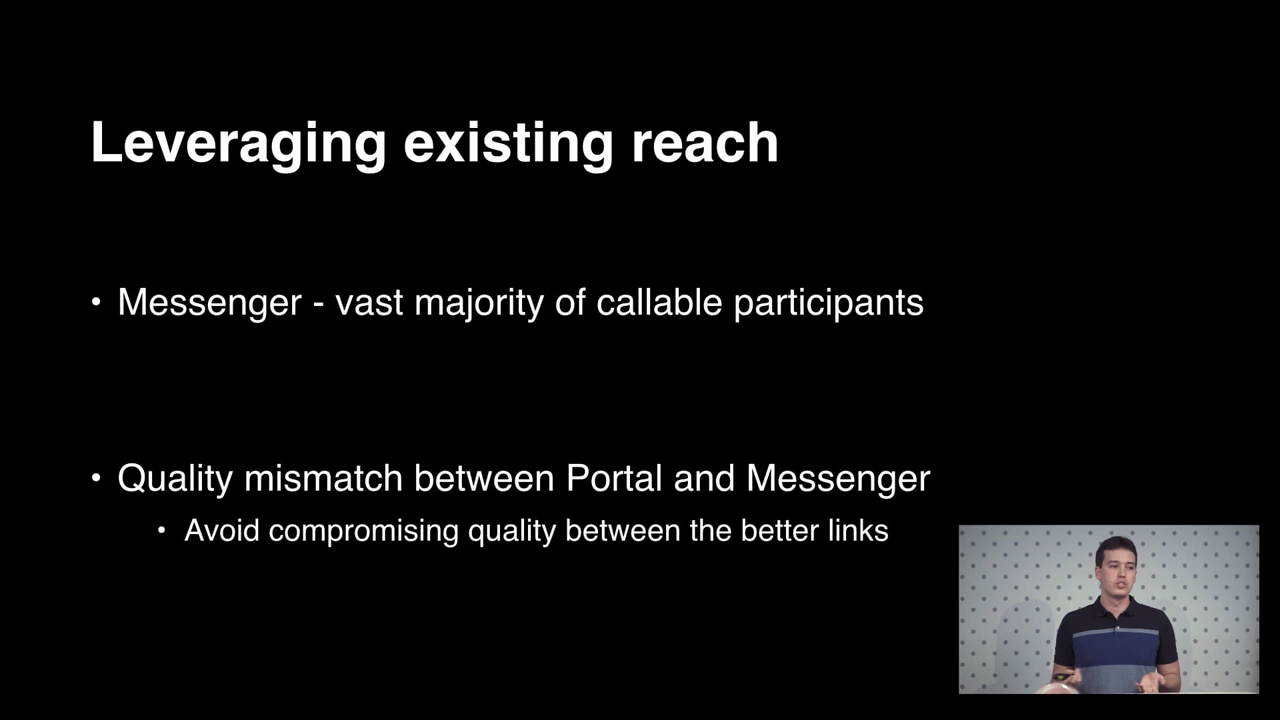 Leveraging existing reach
• Messenger - vast majority of callable participants
• Quality mismatch between Portal and Messenger
• Avoid compromising quality between the better links